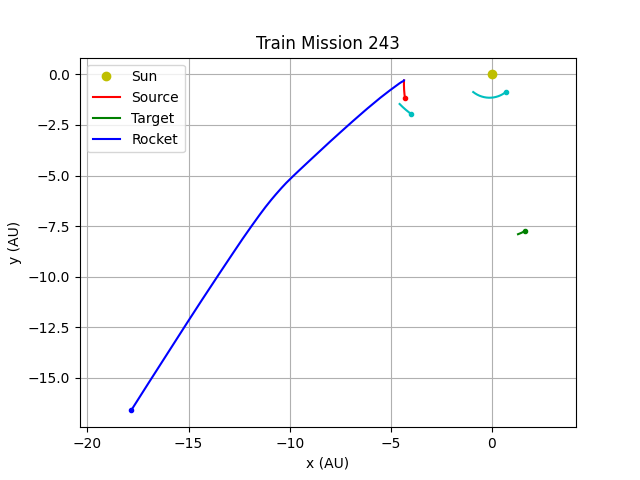 Train Mission 243
Sun
Source
Target
Rocket
0.0
−2.5
−5.0
−7.5
−10.0
−12.5
−15.0
y (AU)
−20
−15
−10
−5
0
x (AU)